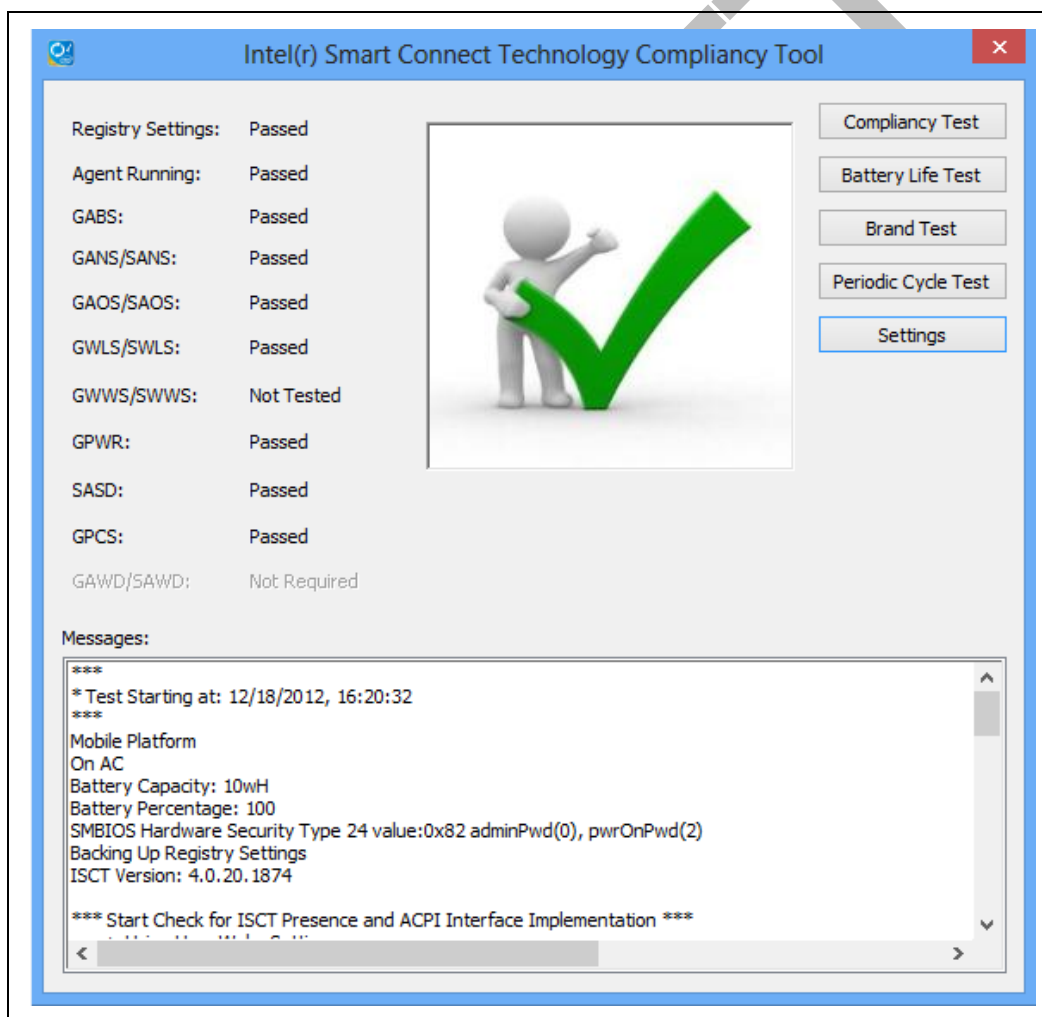 Intel(r) Smart Connect Technology Compliancy Tool
Registry Settings: Passed
Agent Running: Passed
GABS: Passed
GANS/SANS: Passed
GAOS/SAOS: Passed
GWLS/SWLS: Passed
GWWS/SWWS: Not Tested
GPWR: Passed
SASD: Passed
GPCS: Passed
GAWD/SAWD: Not Required
Compliancy Test
Battery Life Test
Brand Test
Periodic Cycle Test
Settings
Messages:
***
* Test Starting at: 12/18/2012, 16:20:32
***
Mobile Platform
On AC
Battery Capacity: 10wH
Battery Percentage: 100
SMBIOS Hardware Security Type 24 value:0x82 adminPwd(0), pwrOnPwd(2)
Backing Up Registry Settings
ISCT Version: 4.0.20.1874
*** Start Check for ISCT Presence and ACPI Interface Implementation ***